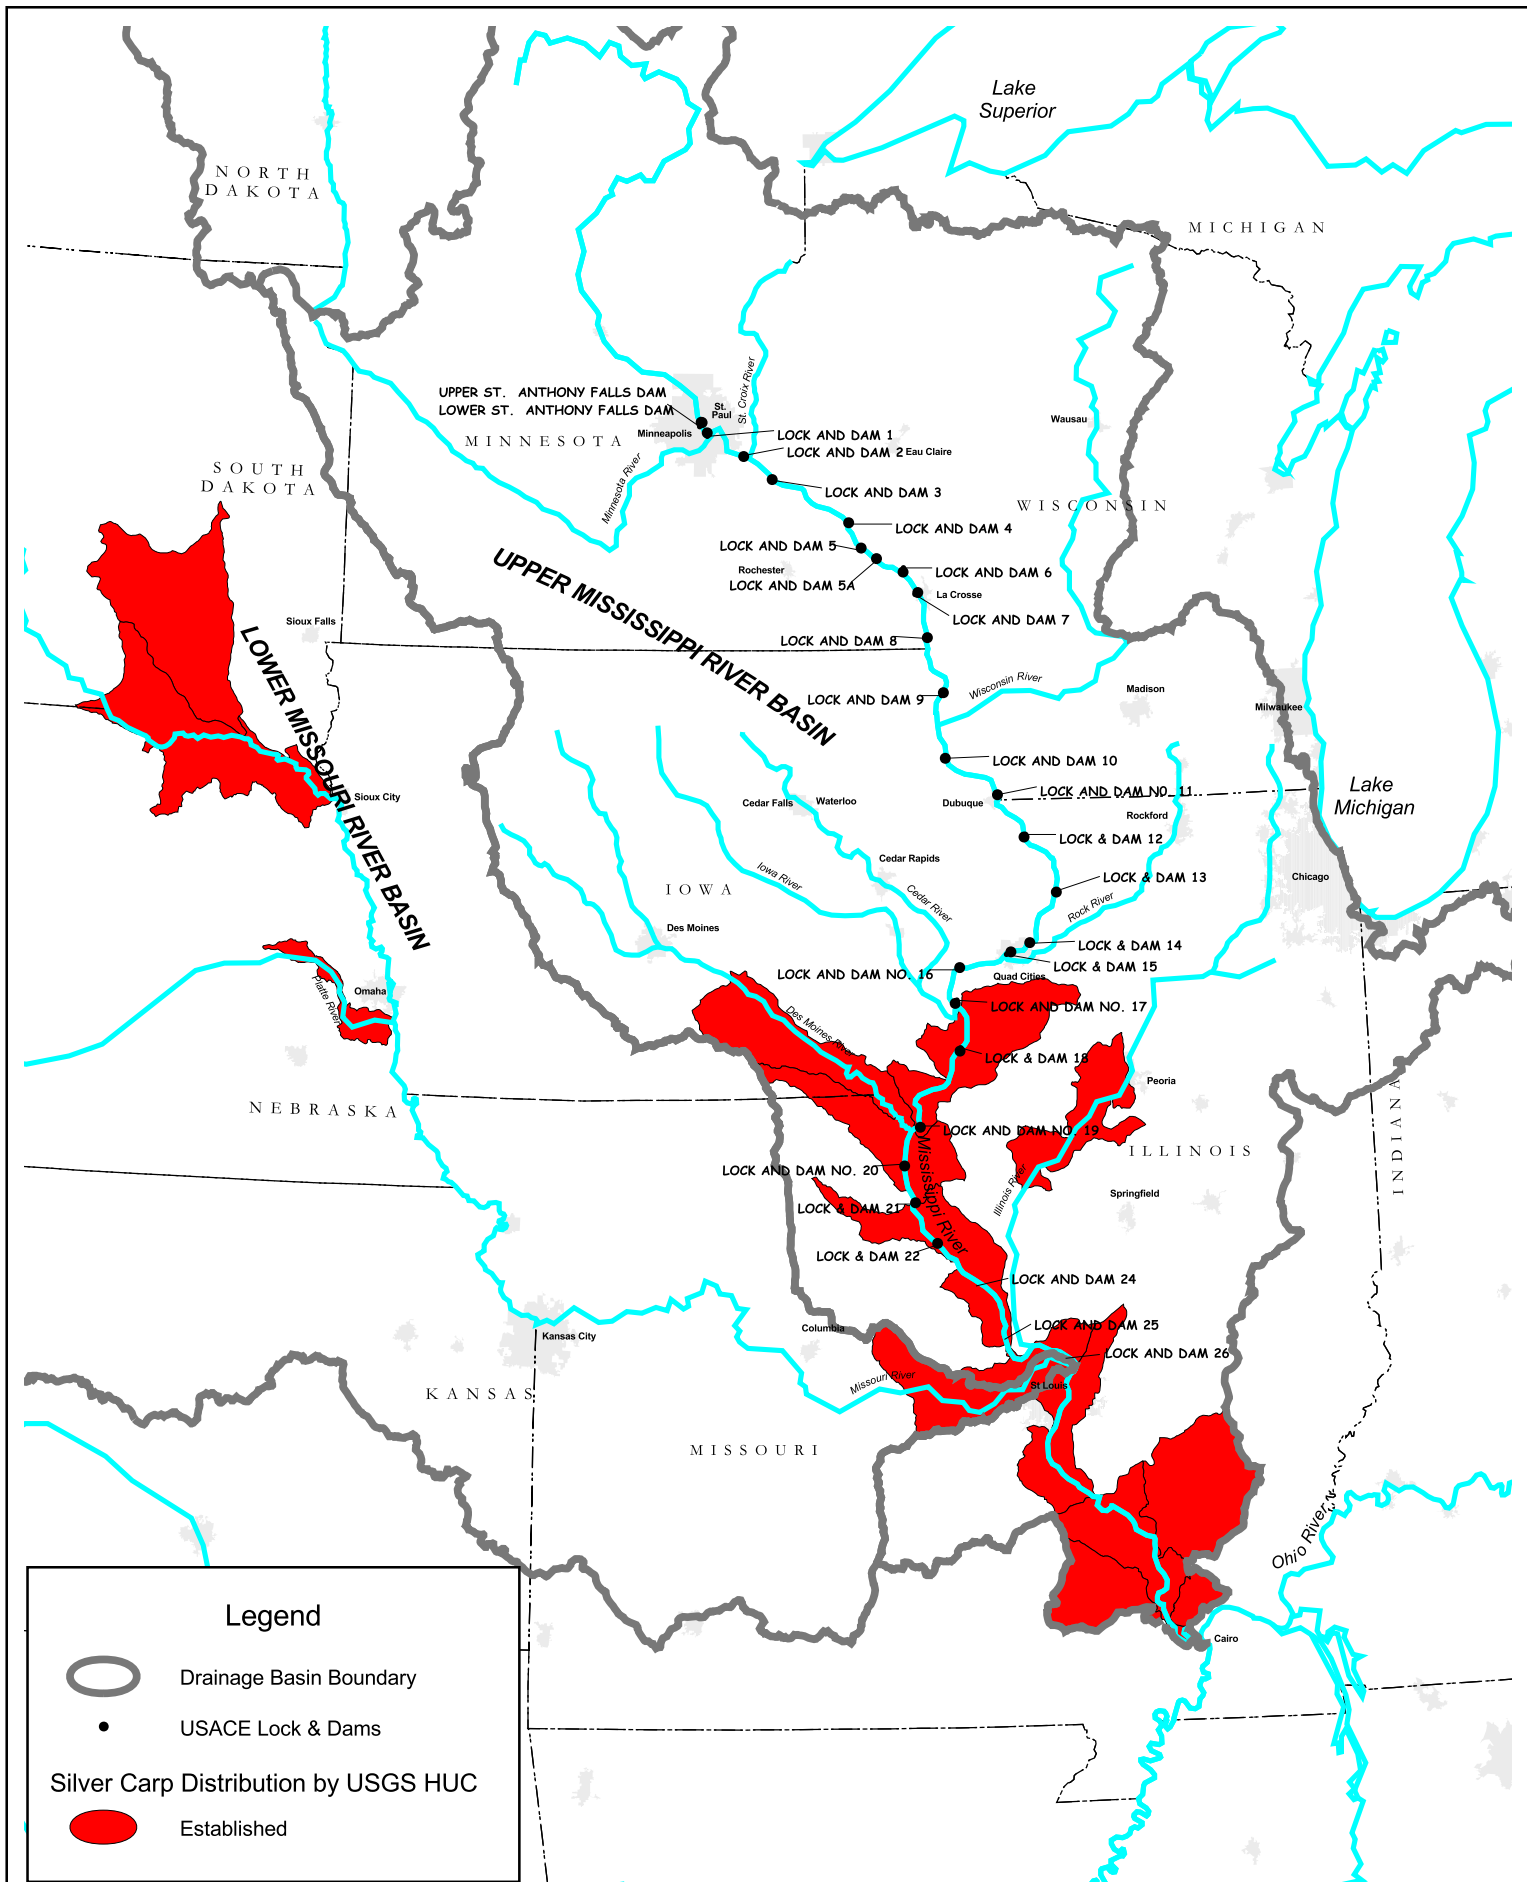 Lake
Superior
NORTH
DAKOTA
MICHIGAN
UPPER ST. ANTHONY FALLS DAM
LOWER ST. ANTHONY FALLS DAM
St.
Paul
St. Croix River
Minneapolis
MINNESOTA
LOCK AND DAM 1
LOCK AND DAM 2
Eau Claire
Wausau
SOUTH
DAKOTA
Minnesota River
LOCK AND DAM 3
WISCONSIN
LOCK AND DAM 4
LOCK AND DAM 5
Rochester
LOCK AND DAM 5A
LOCK AND DAM 6
La Crosse
LOCK AND DAM 7
UPPER MISSISSIPPI RIVER BASIN
Sioux Falls
LOCK AND DAM 8
LOWER MISSOURI RIVER BASIN
Wisconsin River
LOCK AND DAM 9
Madison
Milwaukee
LOCK AND DAM 10
Sioux City
Cedar Falls
Waterloo
Dubuque
LOCK AND DAM NO. 11
Rockford
Lake
Michigan
LOCK & DAM 12
Cedar Rapids
Iowa River
IOWA
Cedar River
LOCK & DAM 13
Chicago
Rock River
Des Moines
LOCK & DAM 14
LOCK & DAM 15
LOCK AND DAM NO. 16
Quad Cities
Omaha
Platte River
LOCK AND DAM NO. 17
Des Moines River
LOCK & DAM 18
Peoria
NEBRASKA
LOCK AND DAM NO. 19
ILLINOIS
INDIANA
LOCK AND DAM NO. 20
Mississippi River
Illinois River
Springfield
LOCK & DAM 21
LOCK & DAM 22
LOCK AND DAM 24
Columbia
LOCK AND DAM 25
Kansas City
LOCK AND DAM 26
Missouri River
St Louis
KANSAS
MISSOURI
Ohio River
Cairo
Legend
Drainage Basin Boundary
USACE Lock & Dams
Silver Carp Distribution by USGS HUC
Established